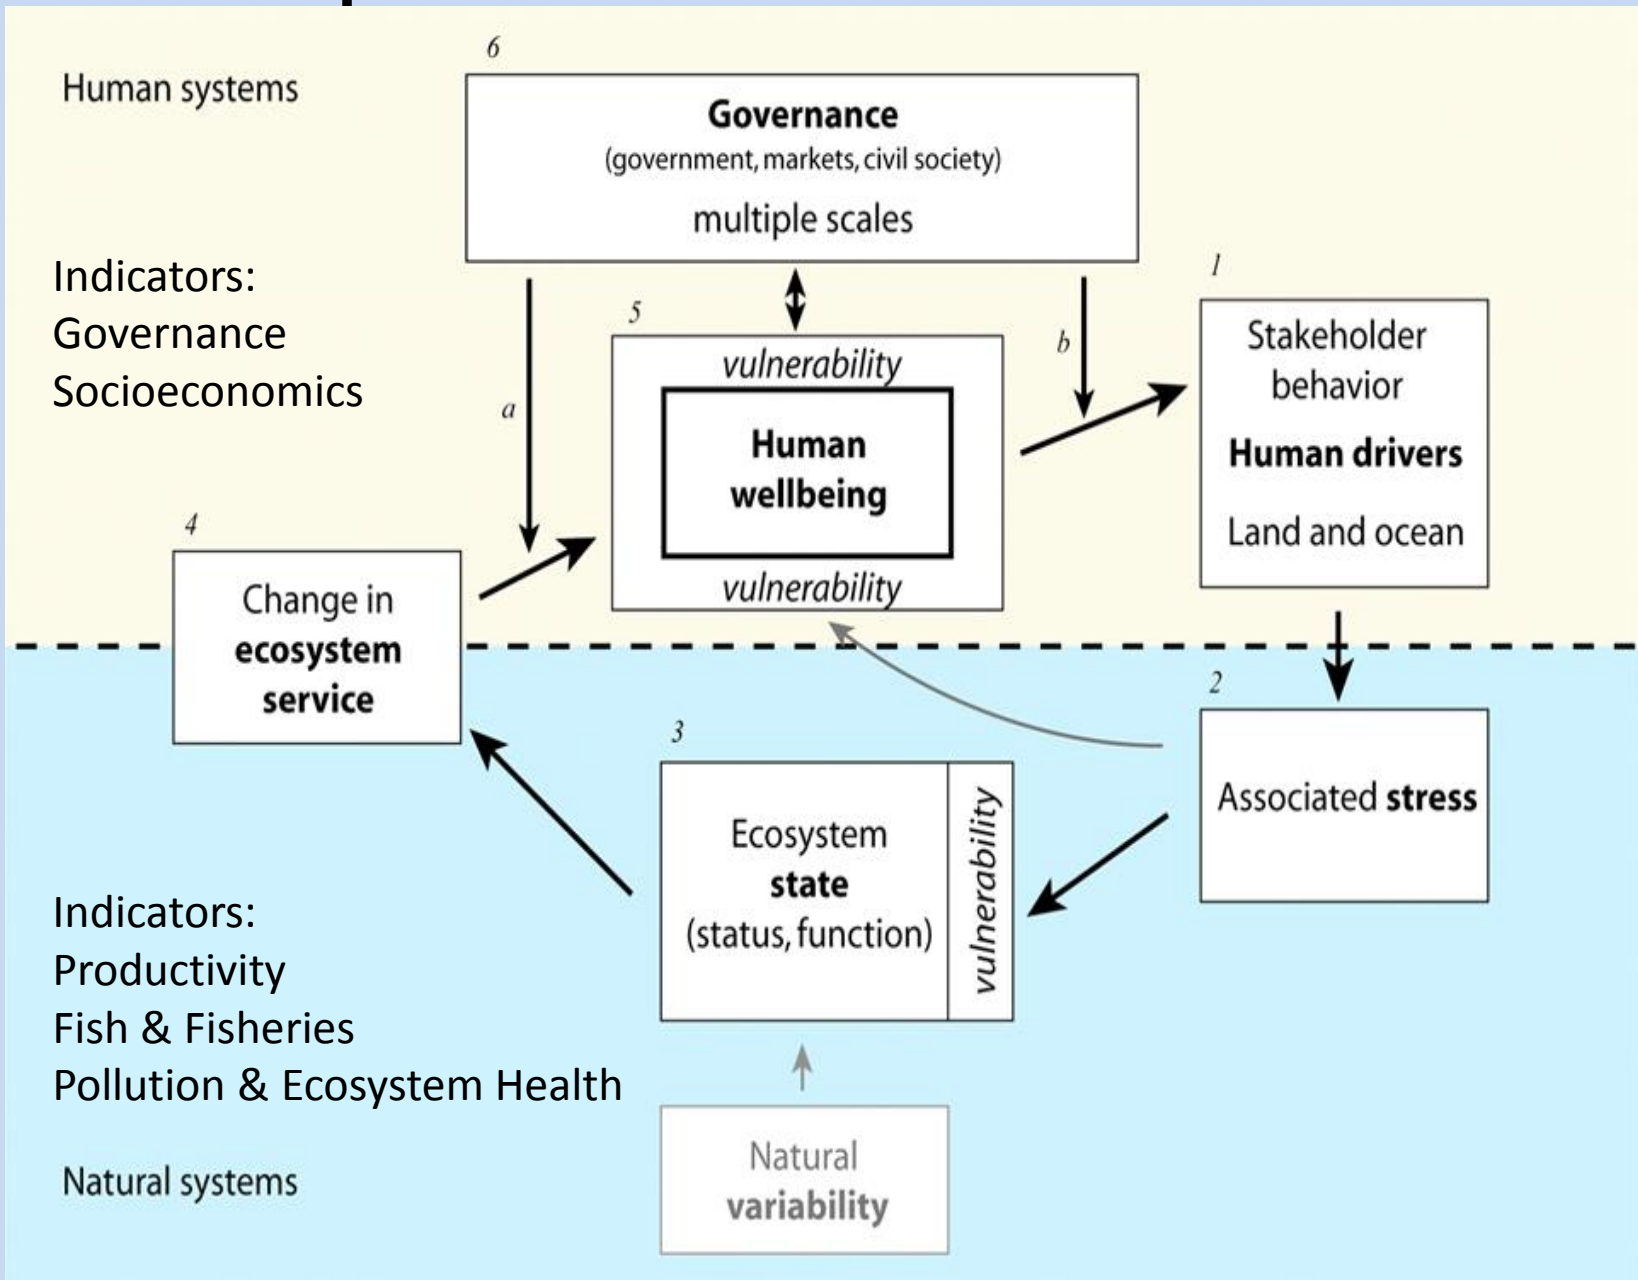 6
Human systems
Governance
(government, markets, civil society)
multiple scales
Indicators:
Governance
Socioeconomics
a
b
5
vulnerability
Human
wellbeing
vulnerability
1
Stakeholder
behavior
Human drivers
Land and ocean
4
Change in
ecosystem
service
2
Associated stress
3
Ecosystem
state
(status, function)
vulnerability
Indicators:
Productivity
Fish & Fisheries
Pollution & Ecosystem Health
Natural
variability
Natural systems